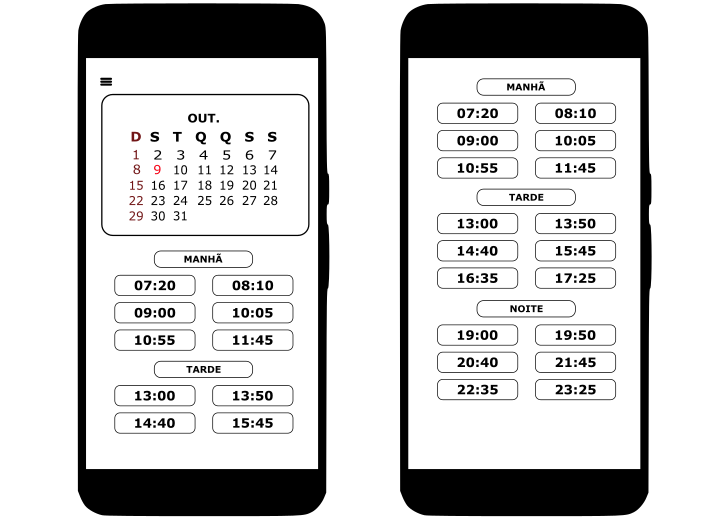 OUT.
D S T Q Q S S
1 2 3 4 5 6 7
8 9 10 11 12 13 14
15 16 17 18 19 20 21
22 23 24 25 26 27 28
29 30 31
MANHÃ
07:20 08:10
09:00 10:05
10:55 11:45
TARDE
13:00 13:50
14:40 15:45
MANHÃ
07:20 08:10
09:00 10:05
10:55 11:45
TARDE
13:00 13:50
14:40 15:45
16:35 17:25
NOITE
19:00 19:50
20:40 21:45
22:35 23:25